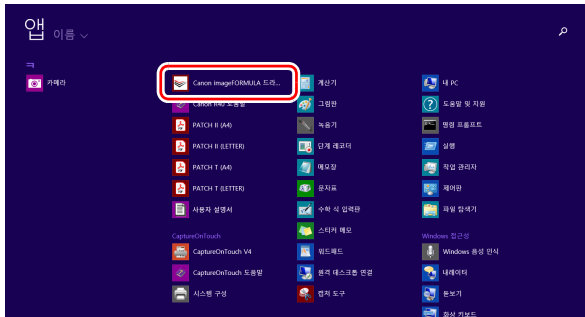 앱 이름
ㅋ
카메라
Canon imageFORMULA 드라...
Canon R40 도움말
PATCH II (A4)
PATCH II (LETTER)
PATCH T (A4)
PATCH T (LETTER)
사용자 설명서
CaptureOnTouch
CaptureOnTouch V4
CaptureOnTouch 도움말
시스템 구성
계산기
그림판
녹음기
단계 레코더
메모장
문자표
수학 식 입력판
스티커 메모
워드패드
원격 데스크톱 연결
캡처 도구
내 PC
도움말 및 지원
명령 프롬프트
실행
작업 관리자
제어판
파일 탐색기
Windows 접근성
Windows 음성 인식
내레이터
돋보기
화상 키보드